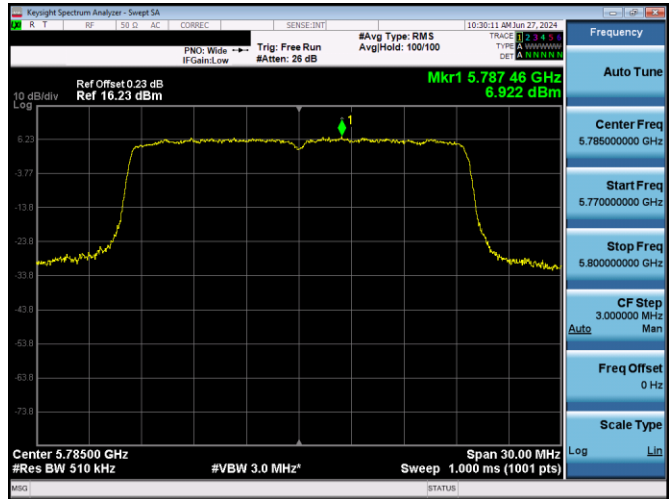 Keysight Spectrum Analyzer - Swept SA
LXI R T RF 50 Ω AC CORREC SENSE:INT 10:30:11 AM Jun 27, 2024
PNO: Wide
IFGain:Low
Trig: Free Run
#Atten: 26 dB
#Avg Type: RMS
Avg|Hold: 100/100
TRACE 1 2 3 4 5 6
TYPE A WWWWW
DET A N N N N N
Ref Offset 0.23 dB
Ref 16.23 dBm
10 dB/div
Log
Mkr1 5.787 46 GHz
6.922 dBm
1
6.23
-3.77
-13.8
-23.8
-33.8
-43.8
-53.8
-63.8
-73.8
Center 5.78500 GHz
#Res BW 510 kHz
#VBW 3.0 MHz*
Span 30.00 MHz
Sweep 1.000 ms (1001 pts)
MSG
STATUS
Frequency
Auto Tune
Center Freq
5.785000000 GHz
Start Freq
5.770000000 GHz
Stop Freq
5.800000000 GHz
CF Step
3.000000 MHz
Auto Man
Freq Offset
0 Hz
Scale Type
Log Lin